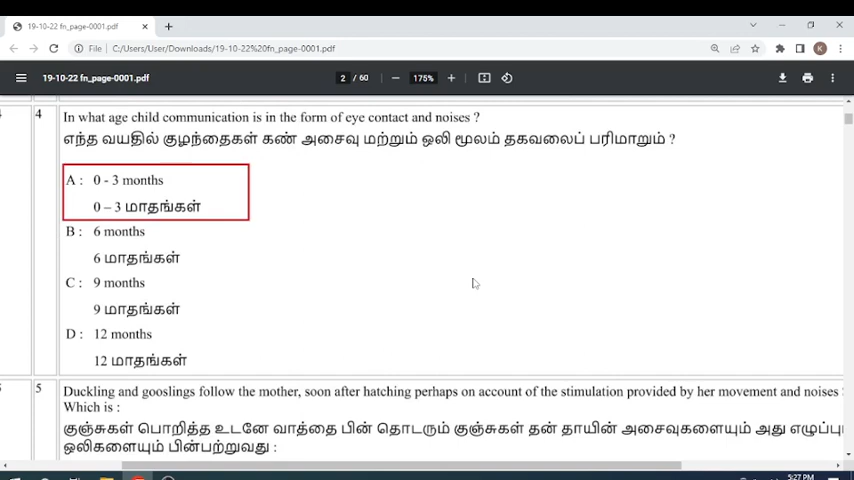 19-10-22 fn_page-0001.pdf
File C:/Users/User/Downloads/19-10-22%20fn_page-0001.pdf
K
19-10-22 fn_page-0001.pdf
2 / 60
175%
4 In what age child communication is in the form of eye contact and noises ?
எந்த வயதில் குழந்தைகள் கண் அசைவு மற்றும் ஒலி மூலம் தகவலைப் பரிமாறும் ?
A : 0 - 3 months
0 – 3 மாதங்கள்
B : 6 months
6 மாதங்கள்
C : 9 months
9 மாதங்கள்
D : 12 months
12 மாதங்கள்
5 Duckling and gooslings follow the mother, soon after hatching perhaps on account of the stimulation provided by her movement and noises
Which is :
குஞ்சுகள் பொறித்த உடனே வாத்தை பின் தொடரும் குஞ்சுகள் தன் தாயின் அசைவுகளையும் அது
ஒலிகளையும் பின்பற்றுவது :
5:27 PM